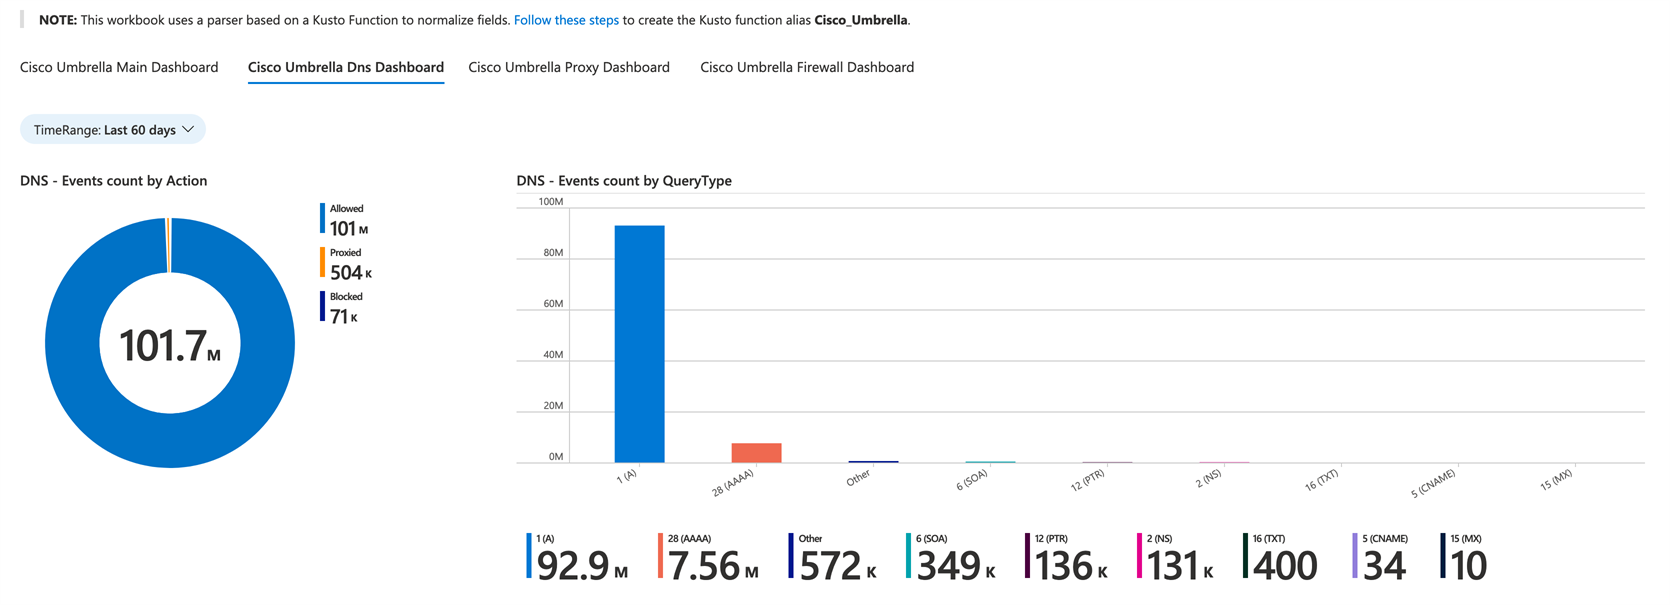 NOTE: This workbook uses a parser based on a Kusto Function to normalize fields. Follow these steps to create the Kusto function alias Cisco_Umbrella.
Cisco Umbrella Main Dashboard
Cisco Umbrella Dns Dashboard
Cisco Umbrella Proxy Dashboard
Cisco Umbrella Firewall Dashboard
TimeRange: Last 60 days
DNS - Events count by Action
101.7 M
Allowed
101 M
Proxied
504 K
Blocked
71 K
DNS - Events count by QueryType
100M
80M
60M
40M
20M
0M
1 (A)
28 (AAAA)
Other
6 (SOA)
12 (PTR)
2 (NS)
16 (TXT)
5 (CNAME)
15 (MX)
1 (A)
92.9 M
28 (AAAA)
7.56 M
Other
572 K
6 (SOA)
349 K
12 (PTR)
136 K
2 (NS)
131 K
16 (TXT)
400
5 (CNAME)
34
15 (MX)
10